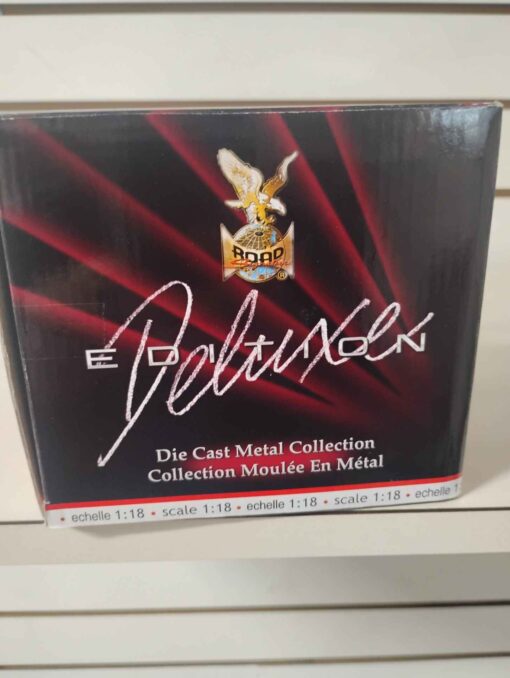 ROAD
Signature
®
Deluxe
EDITION
Die Cast Metal Collection
Collection Moulée En Métal
• echelle 1:18 • scale 1:18 • echelle 1:18 • scale 1:18 • echelle 1